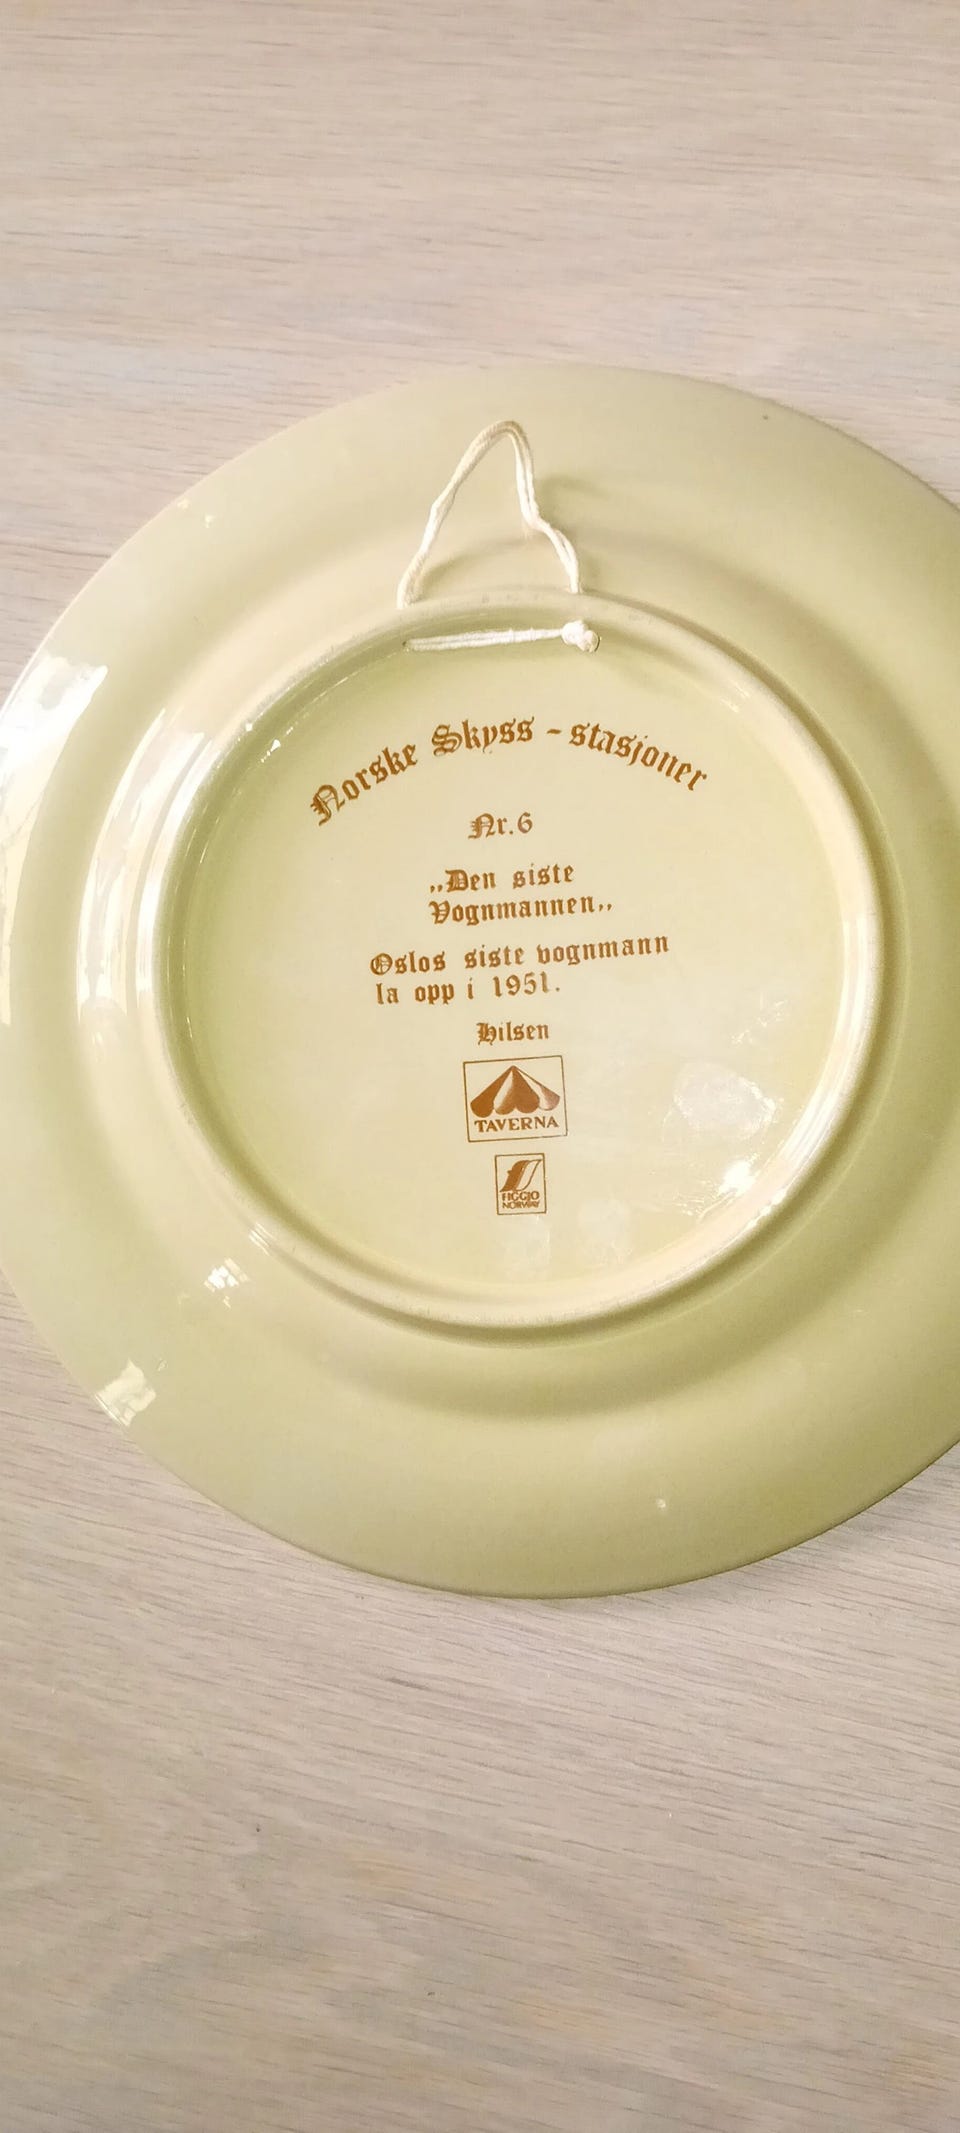 Norske Skyss - stasjoner
Nr. 6
„Den siste
Vognmannen„
Oslos siste vognmann
la opp i 1951.
Hilsen
TAVERNA
FIGGJO
NORWAY